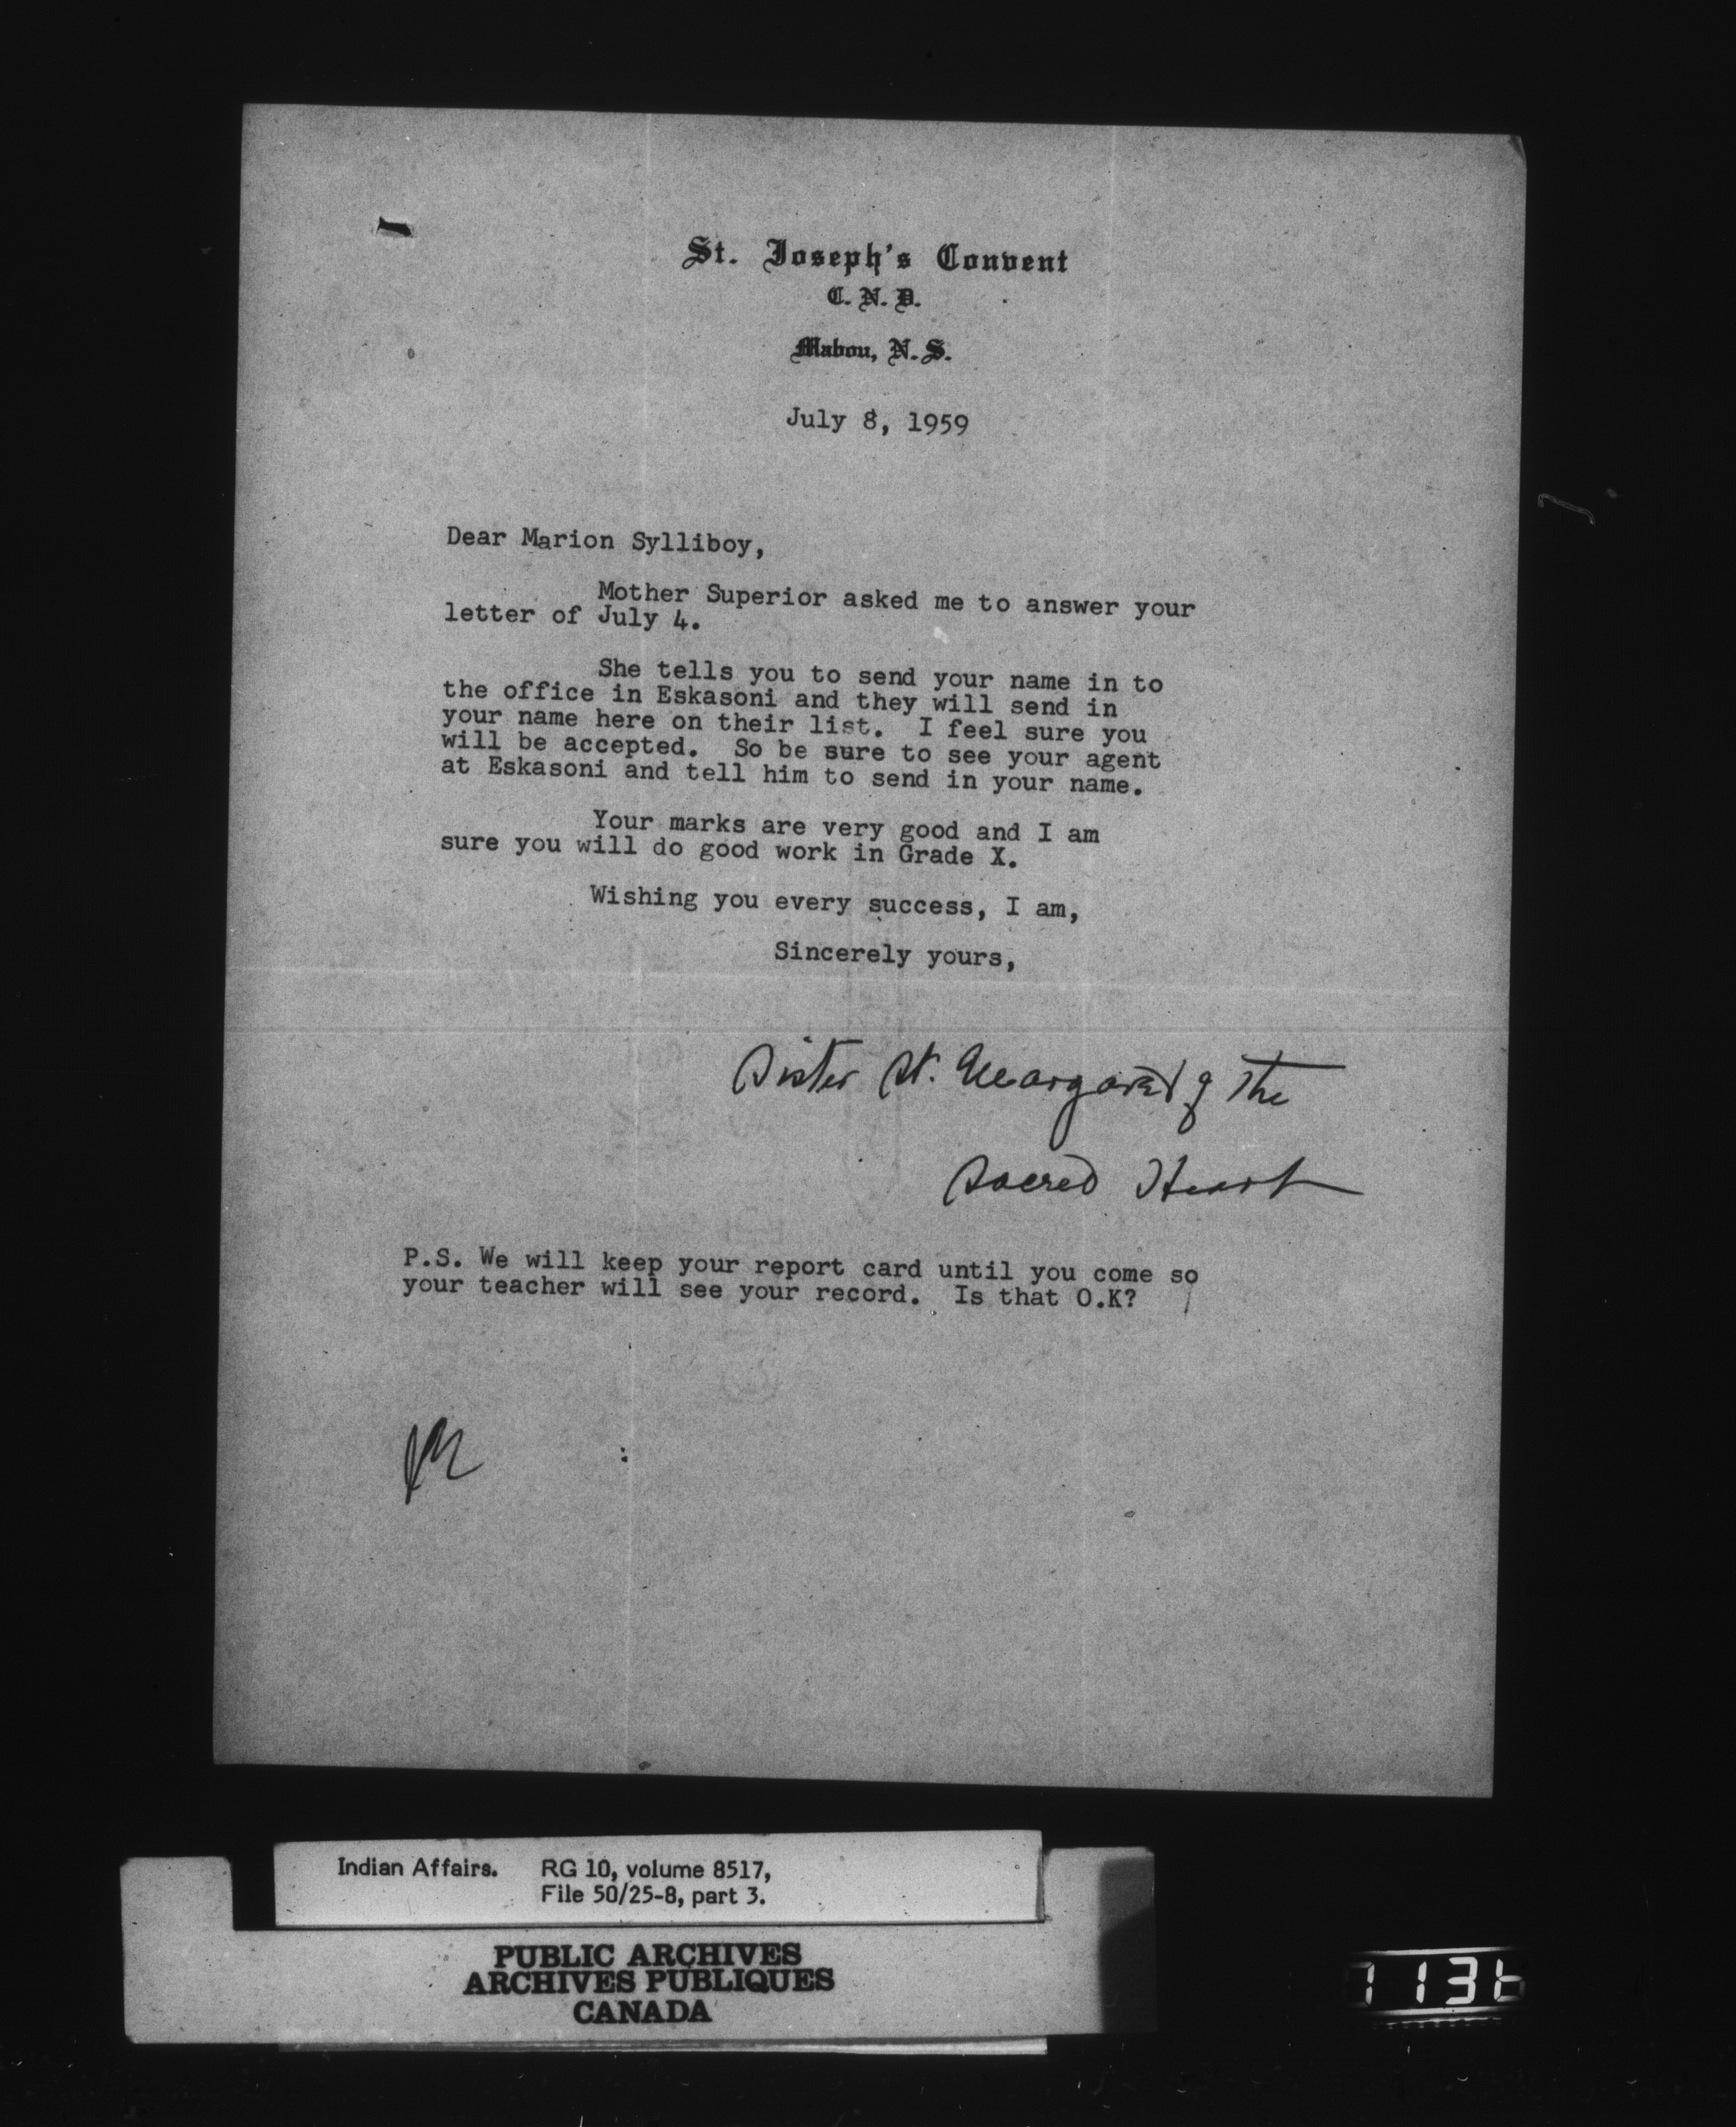 St. Joseph's Convent
C. N. D.
Mabou, N. S.
July 8, 1959
Dear Marion Sylliboy,
Mother Superior asked me to answer your
letter of July 4.
She tells you to send your name in to
the office in Eskasoni and they will send in
your name here on their list. I feel sure you
will be accepted. So be sure to see your agent
at Eskasoni and tell him to send in your name.
Your marks are very good and I am
sure you will do good work in Grade X.
Wishing you every success, I am,
Sincerely yours,
Sister St. Margaret of the
Sacred Heart
P.S. We will keep your report card until you come so
your teacher will see your record. Is that O.K?
Indian Affairs. RG 10, volume 8517,
File 50/25-8, part 3.
PUBLIC ARCHIVES
ARCHIVES PUBLIQUES
CANADA